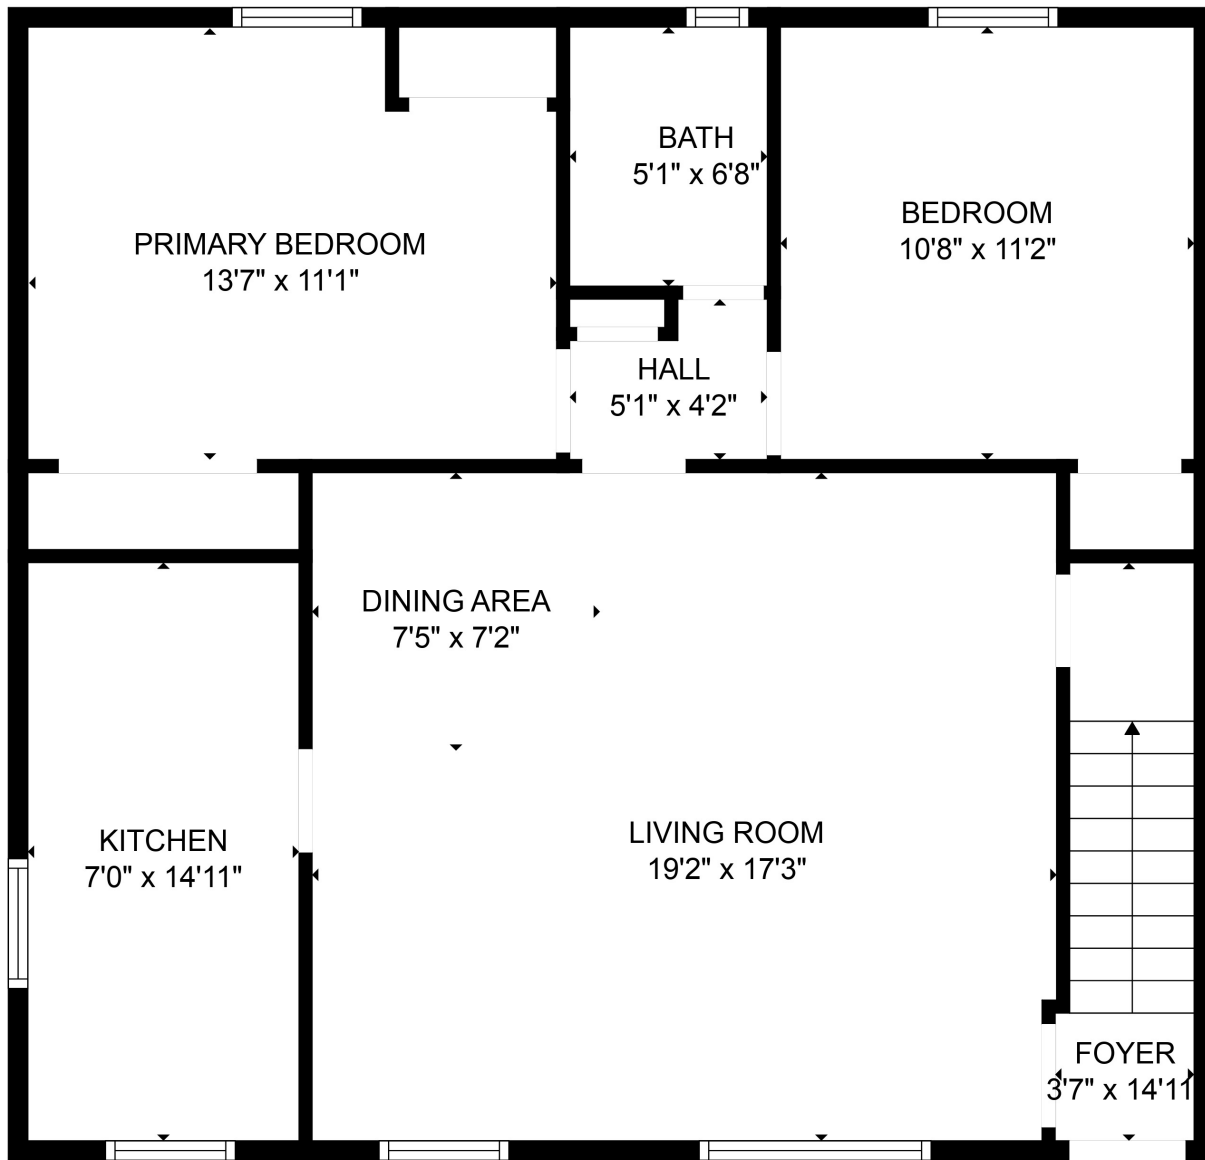 BATH
5'1" x 6'8"
BEDROOM
10'8" x 11'2"
PRIMARY BEDROOM
13'7" x 11'1"
HALL
5'1" x 4'2"
DINING AREA
7'5" x 7'2"
KITCHEN
7'0" x 14'11"
LIVING ROOM
19'2" x 17'3"
FOYER
3'7" x 14'11